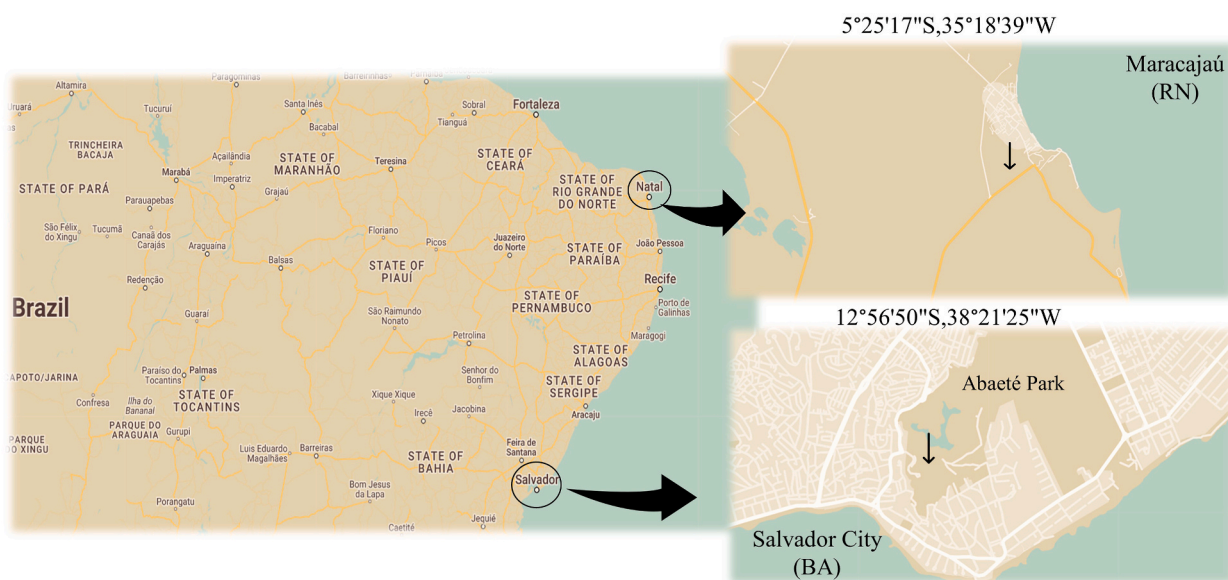 5°25'17"S,35°18'39"W
Maracajaú
(RN)
Altamira
Paragominas
Barreirinhas
Uruará
Tucuruí
Santa Inês
Bacabal
Sobral
Tianguá
Fortaleza
TRINCHEIRA
BACAJA
Açailândia
STATE OF
MARANHÃO
Teresina
STATE OF
CEARÁ
STATE OF PARÁ
Marabá
Imperatriz
Grajaú
STATE OF
RIO GRANDE
DO NORTE
Natal
Parauapebas
São Félix
do Xingu
Tucumã
Canaã dos
Carajás
Araguaína
Balsas
Floriano
Picos
Juazeiro
do Norte
STATE OF
PARAÍBA
João Pessoa
STATE OF
PIAUÍ
Redenção
Recife
Brazil
Guaraí
São Raimundo
Nonato
STATE OF
PERNAMBUCO
Porto de
Galinhas
12°56'50"S,38°21'25"W
Petrolina
Maragogi
STATE OF
ALAGOAS
CAPOTO/JARINA
Paraíso do
Tocantins
Palmas
Senhor do
Bonfim
STATE OF
SERGIPE
Abaeté Park
Confresa
Ilha do
Bananal
STATE OF
TOCANTINS
Xique Xique
Irecê
Jacobina
Aracaju
PARQUE
DO XINGU
PARQUE DO
ARAGUAIA
Gurupi
Luis Eduardo
Magalhães
Barreiras
STATE OF
BAHIA
Feira de
Santana
Salvador
Bom Jesus
da Lapa
Porangatu
Caetité
Jequié
Salvador City
(BA)